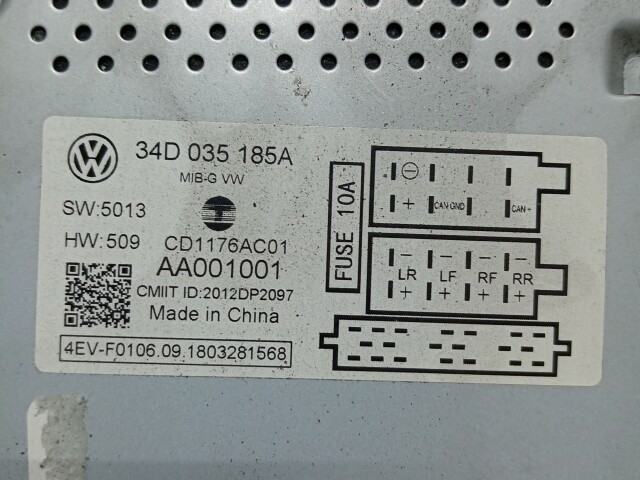 34D 035 185A
MIB-G VW
SW:5013
HW:509 CD1176AC01
AA001001
CMIIT ID:2012DP2097
Made in China
4EV-F0106.09.1803281568
FUSE 10A
CAN-GND CAN+
LR LF RF RR